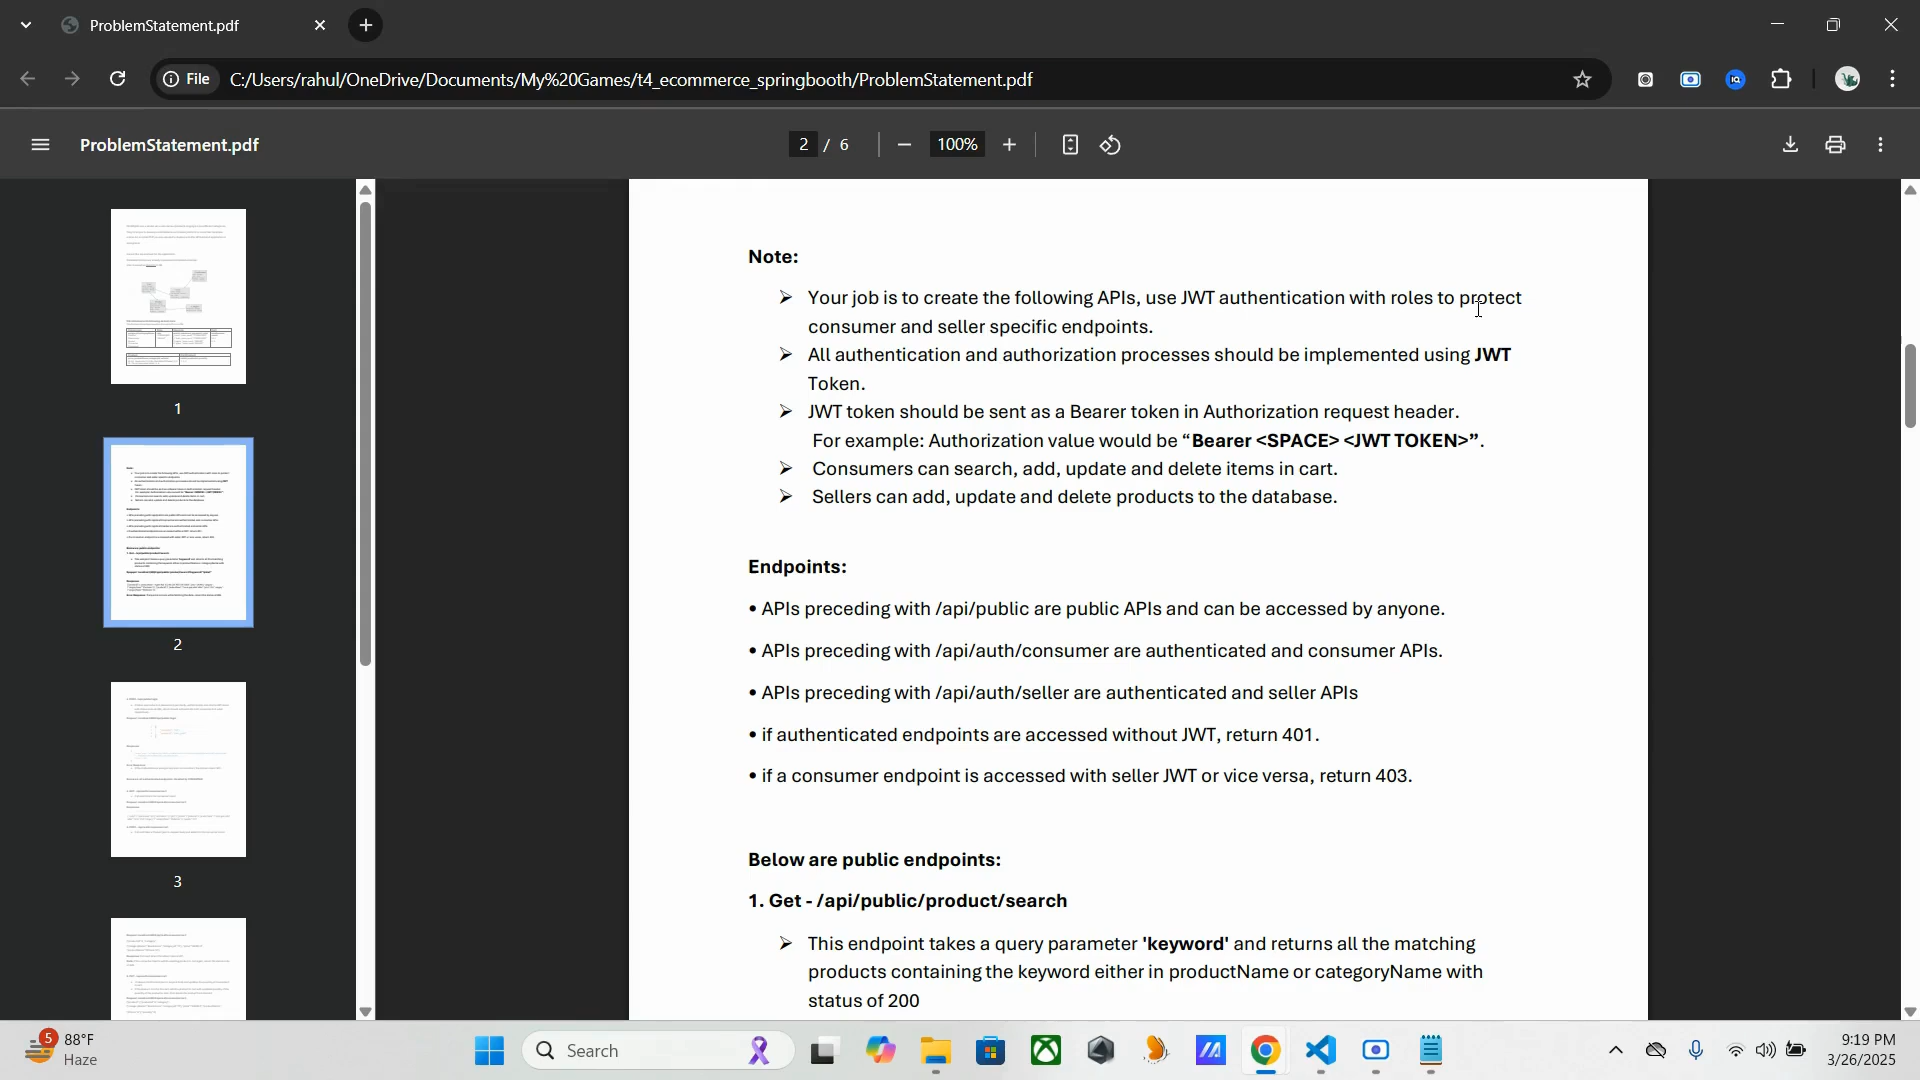 ProblemStatement.pdf
File
C:/Users/rahul/OneDrive/Documents/My%20Games/t4_ecommerce_springbooth/ProblemStatement.pdf
ProblemStatement.pdf
2 / 6
100%
1
2
3
Note:
➢ Your job is to create the following APIs, use JWT authentication with roles to protect
consumer and seller specific endpoints.
➢ All authentication and authorization processes should be implemented using JWT
Token.
➢ JWT token should be sent as a Bearer token in Authorization request header.
For example: Authorization value would be “Bearer <SPACE> <JWT TOKEN>”.
➢ Consumers can search, add, update and delete items in cart.
➢ Sellers can add, update and delete products to the database.
Endpoints:
• APIs preceding with /api/public are public APIs and can be accessed by anyone.
• APIs preceding with /api/auth/consumer are authenticated and consumer APIs.
• APIs preceding with /api/auth/seller are authenticated and seller APIs
• if authenticated endpoints are accessed without JWT, return 401.
• if a consumer endpoint is accessed with seller JWT or vice versa, return 403.
Below are public endpoints:
1. Get - /api/public/product/search
➢ This endpoint takes a query parameter 'keyword' and returns all the matching
products containing the keyword either in productName or categoryName with
status of 200
5
88°F
Haze
Search
9:19 PM
3/26/2025